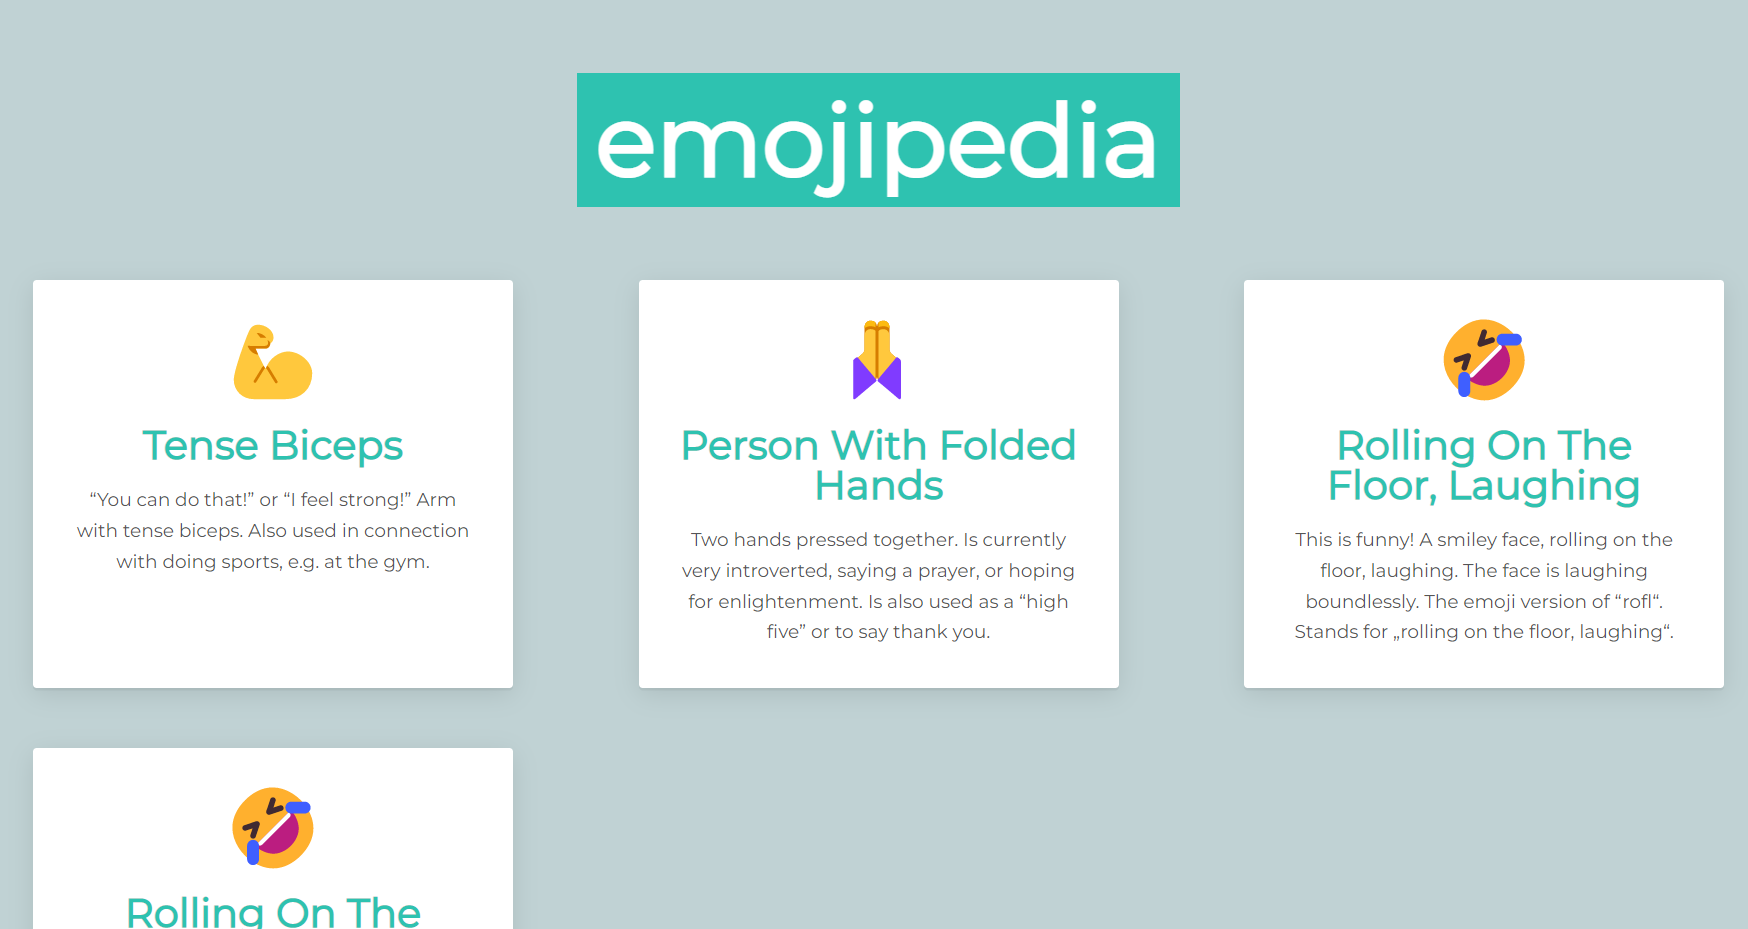 emojipedia
Tense Biceps
“You can do that!” or “I feel strong!” Arm
with tense biceps. Also used in connection
with doing sports, e.g. at the gym.
Person With Folded
Hands
Two hands pressed together. Is currently
very introverted, saying a prayer, or hoping
for enlightenment. Is also used as a “high
five” or to say thank you.
Rolling On The
Floor, Laughing
This is funny! A smiley face, rolling on the
floor, laughing. The face is laughing
boundlessly. The emoji version of “rofl“.
Stands for „rolling on the floor, laughing“.
Rolling On The